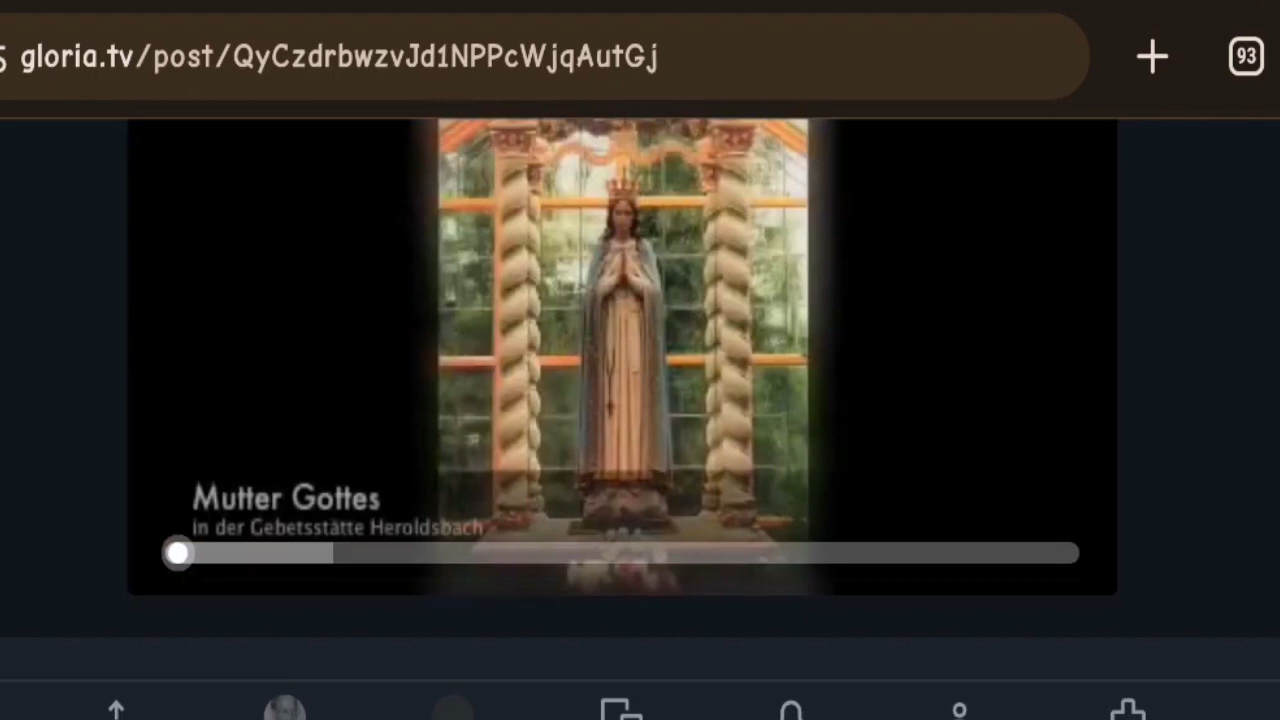 gloria.tv/post/QyCzdrbwzvJd1NPPcWjqAutGj
93
Mutter Gottes
in der Gebetsstätte Heroldsbach